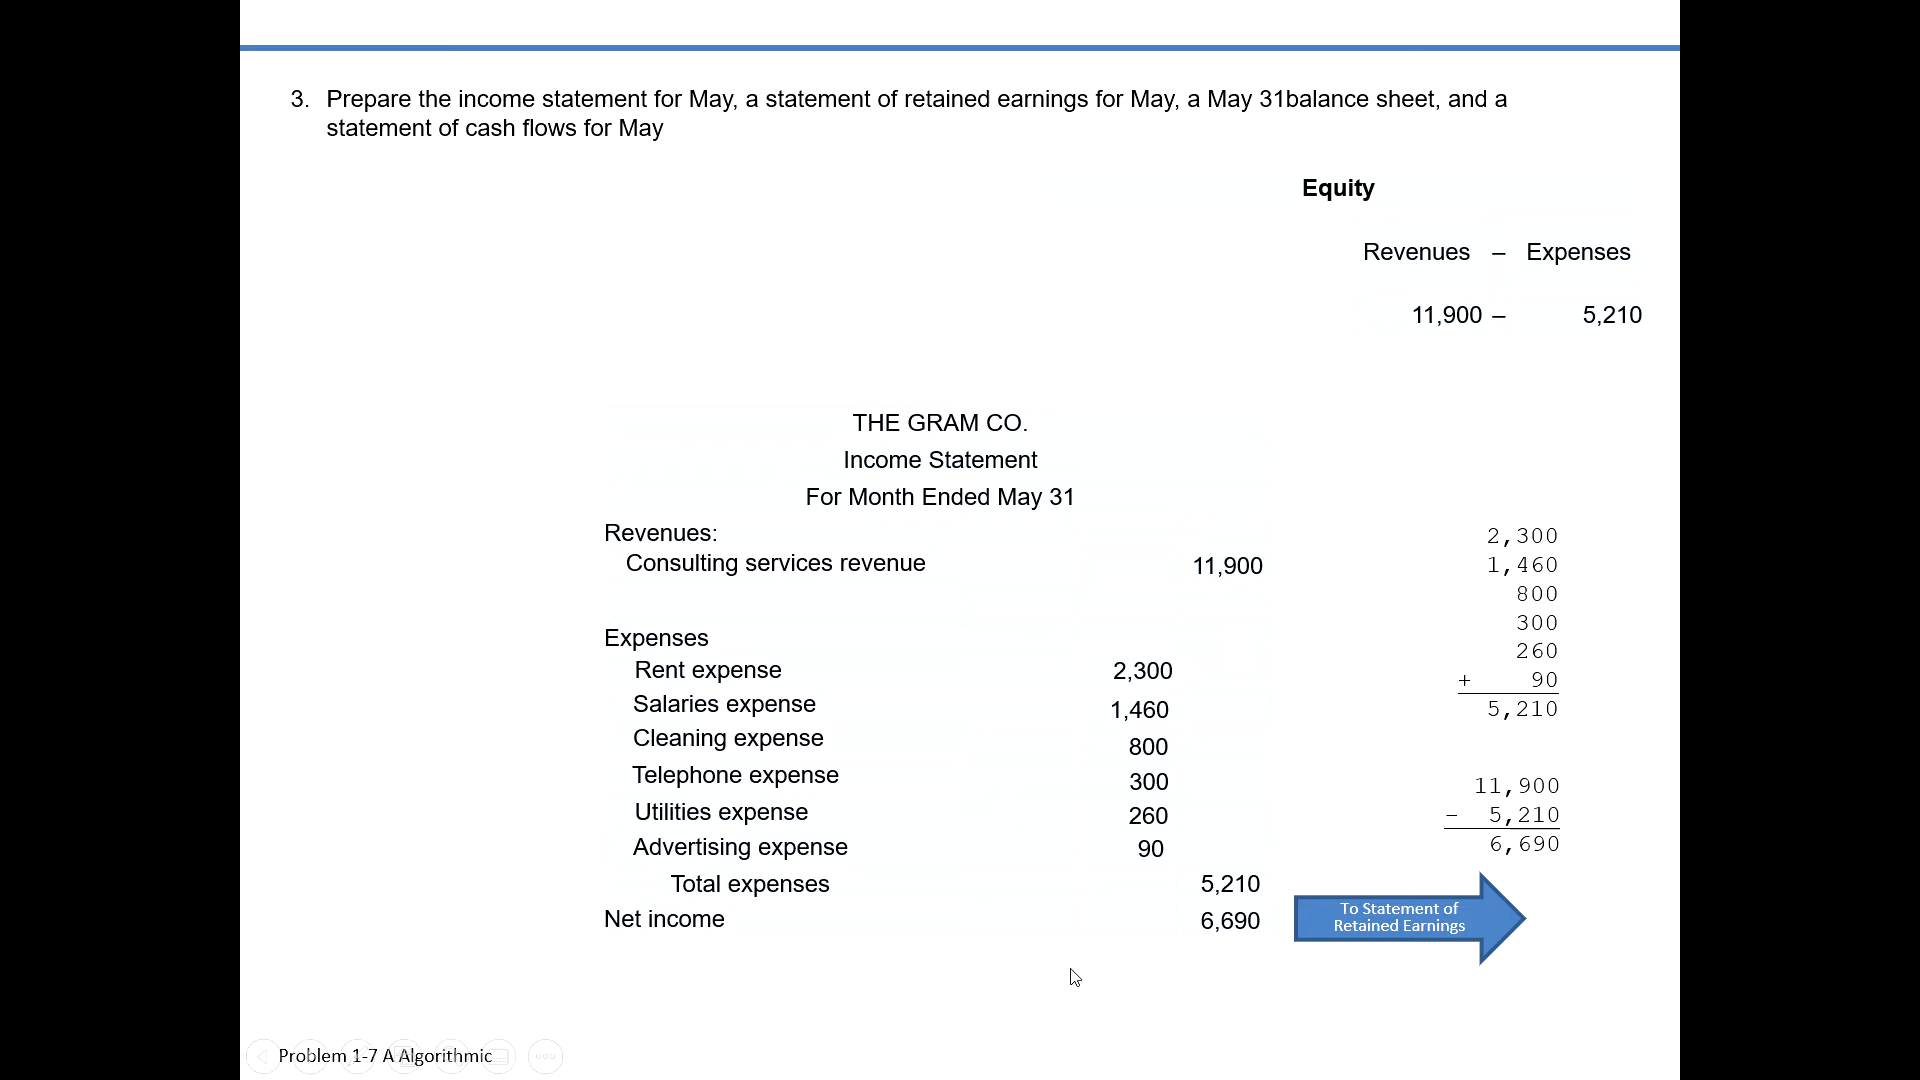 3. Prepare the income statement for May, a statement of retained earnings for May, a May 31balance sheet, and a
statement of cash flows for May
Equity
Revenues – Expenses
11,900 – 5,210
THE GRAM CO.
Income Statement
For Month Ended May 31
Revenues:
Consulting services revenue 11,900
Expenses
Rent expense 2,300
Salaries expense 1,460
Cleaning expense 800
Telephone expense 300
Utilities expense 260
Advertising expense 90
Total expenses 5,210
Net income 6,690
2,300
1,460
800
300
260
+ 90
5,210
11,900
- 5,210
6,690
To Statement of
Retained Earnings
Problem 1-7 A Algorithmic